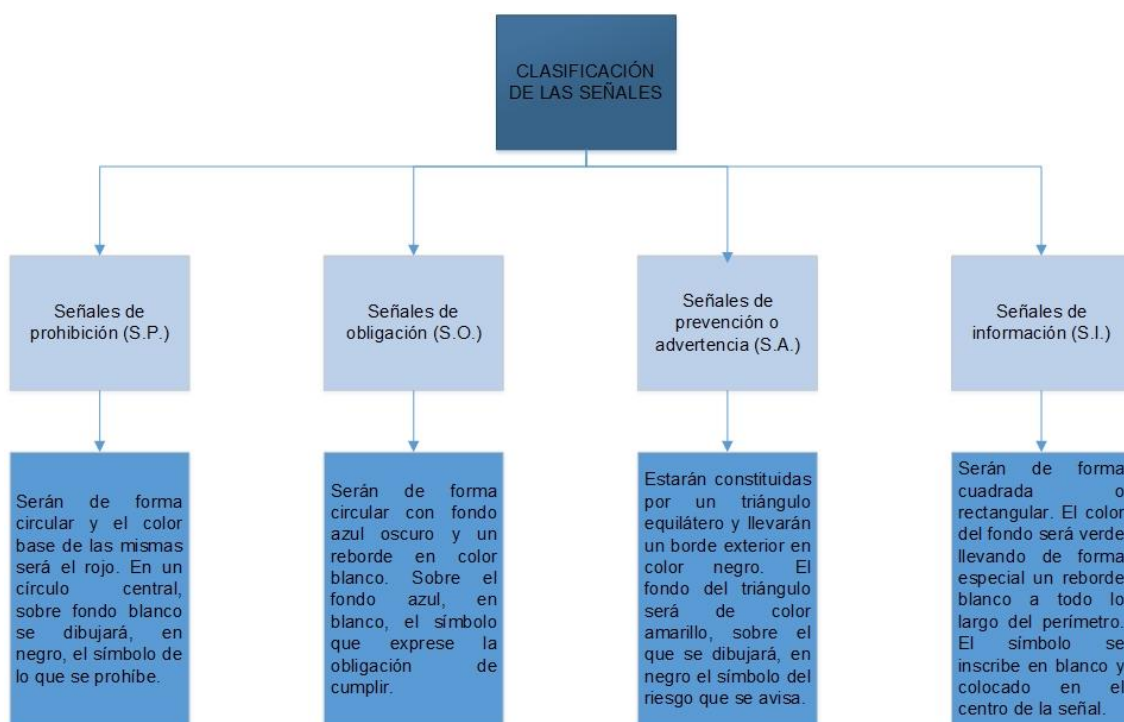 CLASIFICACIÓN
DE LAS SEÑALES
Señales de
prohibición (S.P.)
Señales de
obligación (S.O.)
Señales de
prevención o
advertencia (S.A.)
Señales de
información (S.I.)
Serán de forma
circular y el color
base de las mismas
será el rojo. En un
círculo central,
sobre fondo blanco
se dibujará, en
negro, el símbolo de
lo que se prohíbe.
Serán de forma
circular con fondo
azul oscuro y un
reborde en color
blanco. Sobre el
fondo azul, en
blanco, el símbolo
que exprese la
obligación de
cumplir.
Estarán constituidas
por un triángulo
equilátero y llevarán
un borde exterior en
color negro. El
fondo del triángulo
será de color
amarillo, sobre el
que se dibujará, en
negro el símbolo del
riesgo que se avisa.
Serán de forma
cuadrada o
rectangular. El color
del fondo será verde
llevando de forma
especial un reborde
blanco a todo lo
largo del perímetro.
El símbolo se
inscribe en blanco y
colocado en el
centro de la señal.